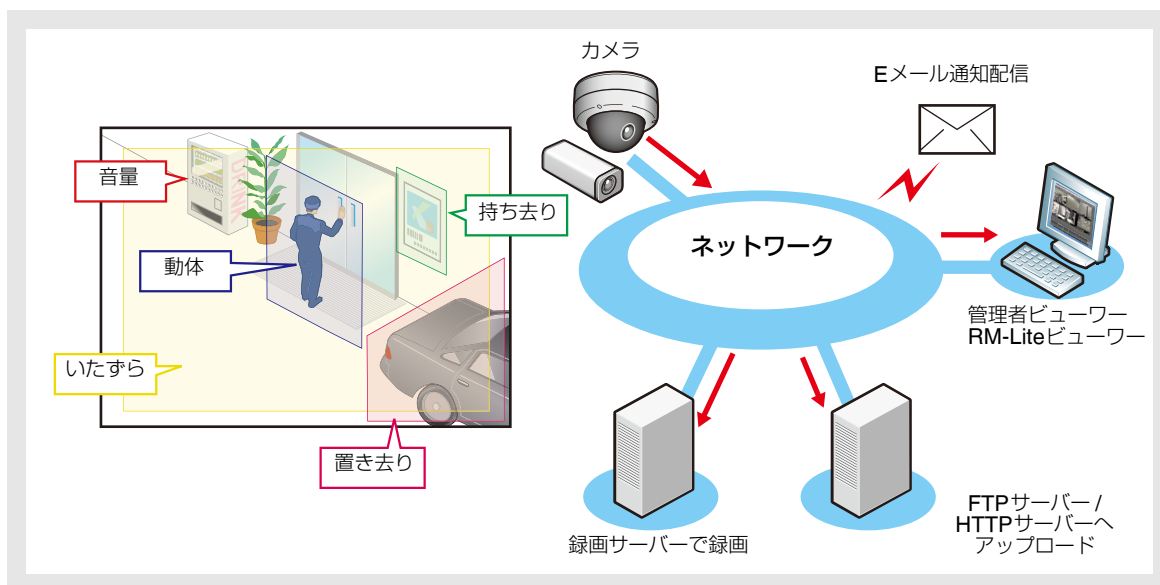 カメラ
Eメール通知配信
音量
持ち去り
動体
いたずら
置き去り
ネットワーク
管理者ビューワー
RM-Liteビューワー
録画サーバーで録画
FTPサーバー /
HTTPサーバーへ
アップロード